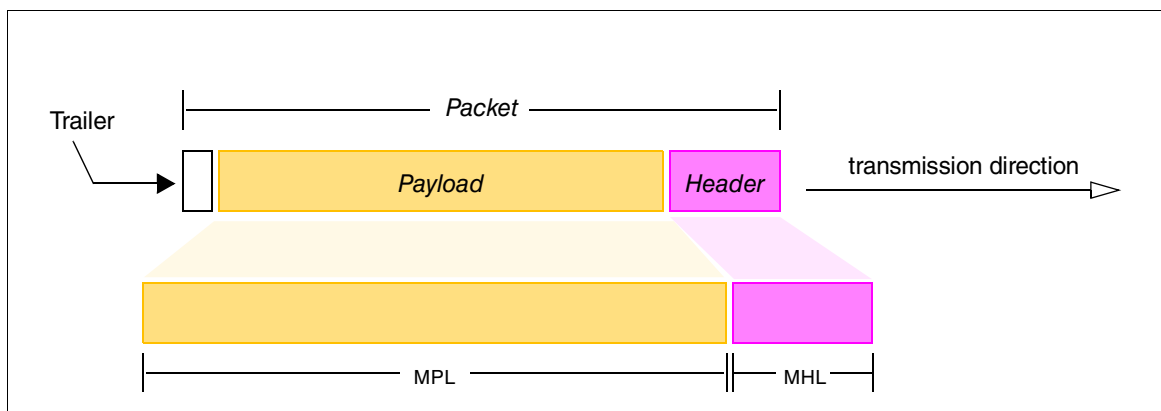 Packet
Trailer
Payload
Header
transmission direction
MPL
MHL